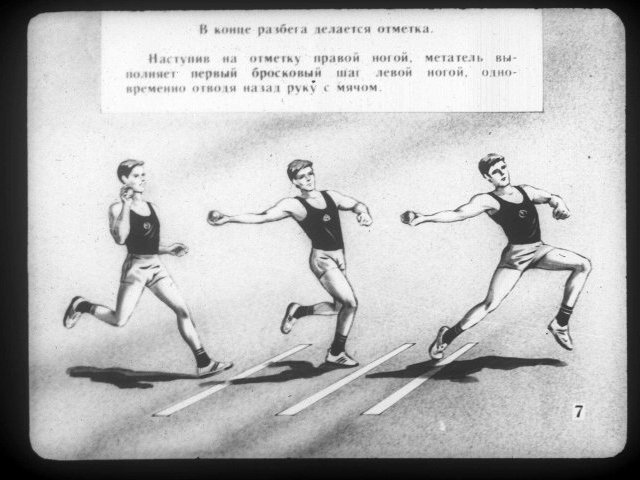 В конце разбега делается отметка.
Наступив на отметку правой ногой, метатель вы-
полняет первый бросковый шаг левой ногой, одно-
временно отводя назад руку с мячом.
7